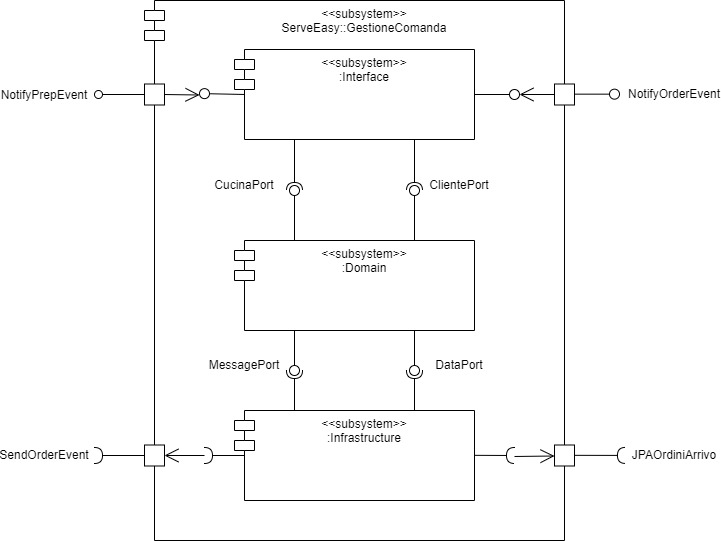 <<subsystem>>
ServeEasy::GestioneComanda
<<subsystem>>
:Interface
NotifyPrepEvent
NotifyOrderEvent
CucinaPort
ClientePort
<<subsystem>>
:Domain
MessagePort
DataPort
<<subsystem>>
:Infrastructure
SendOrderEvent
JPAOrdiniArrivo